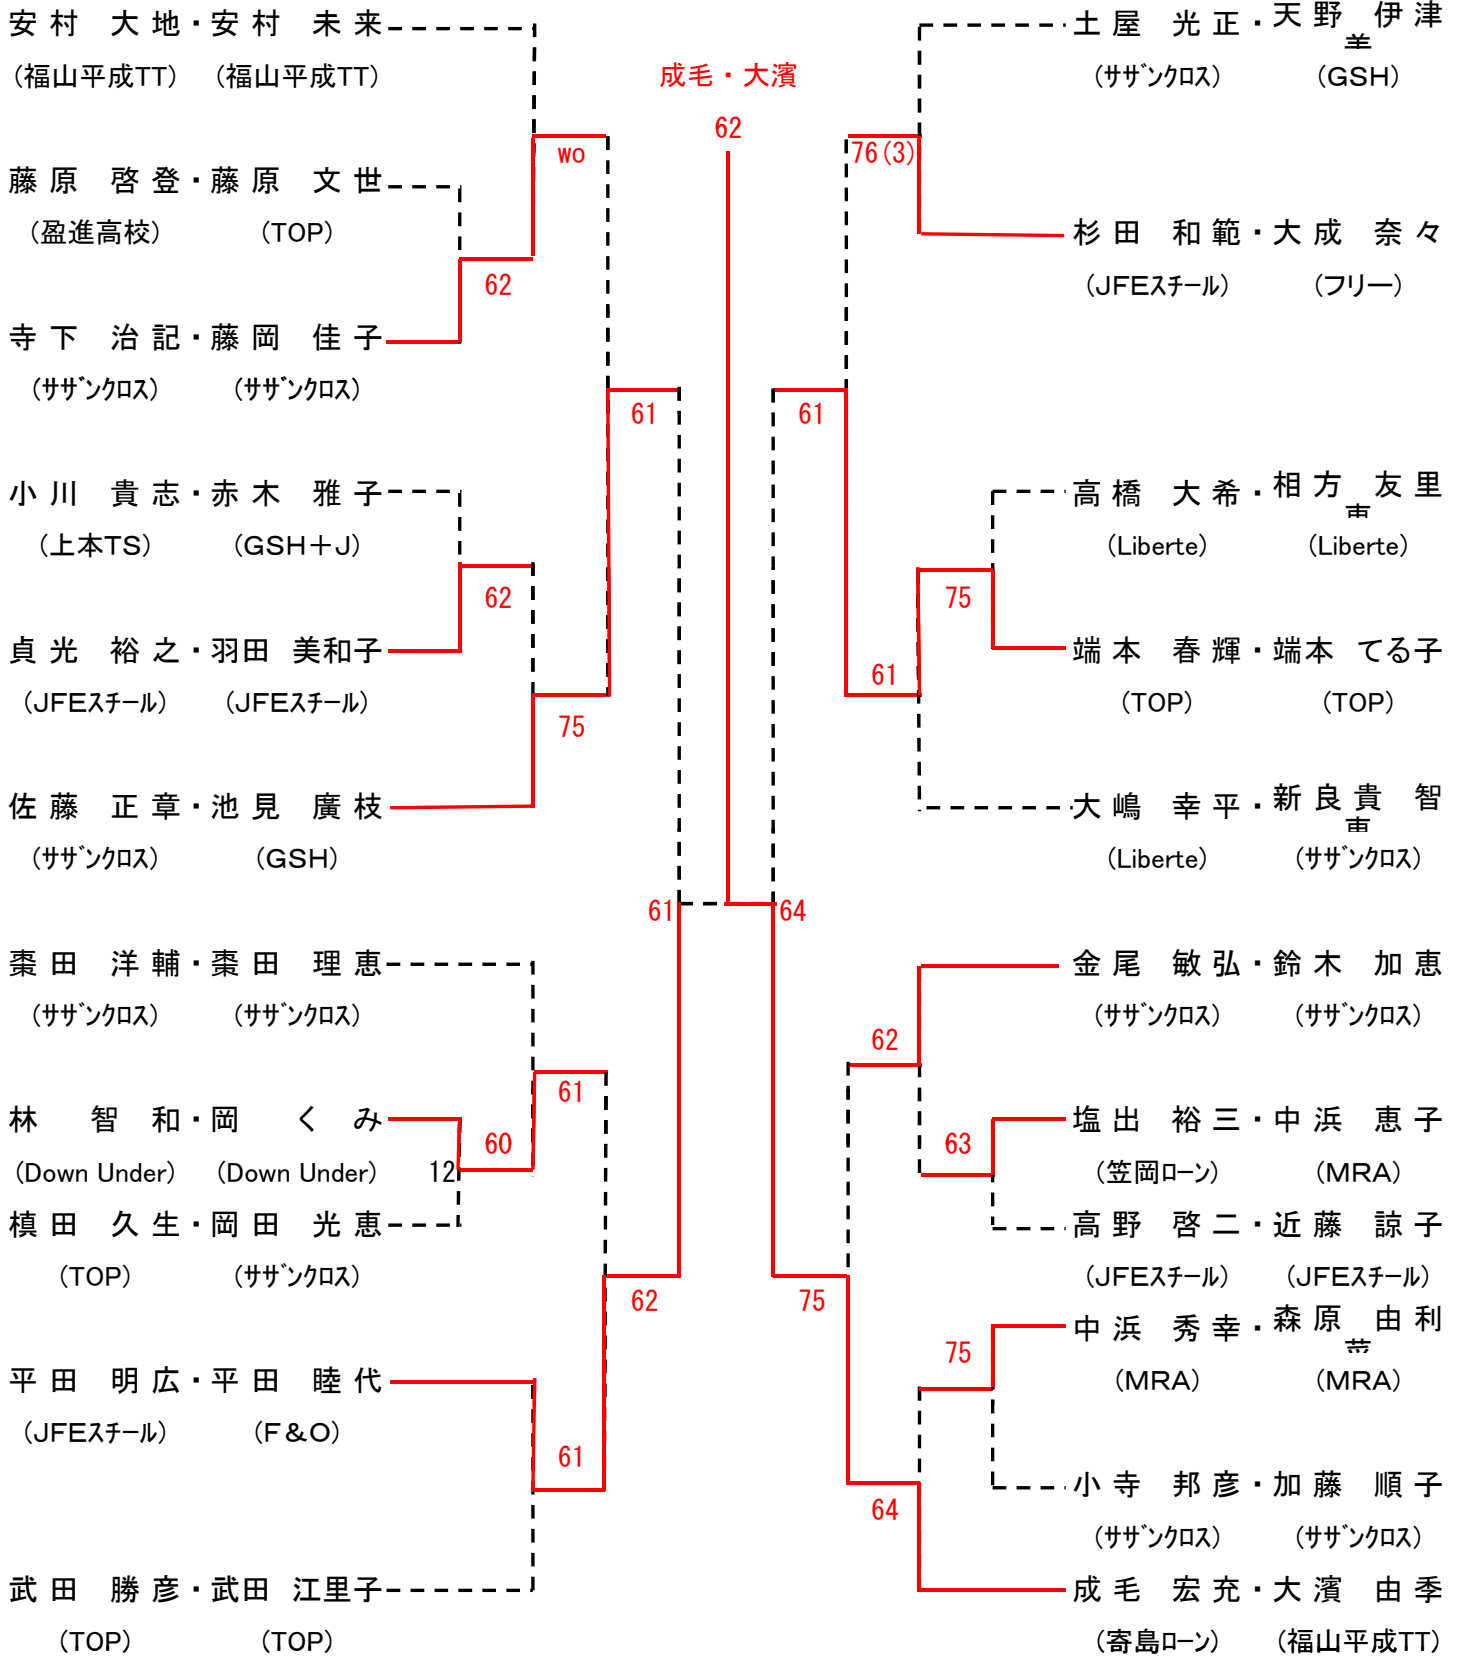 安村 大地・安村 未来
(福山平成TT) (福山平成TT)
藤原 啓登・藤原 文世
(盈進高校) (TOP)
寺下 治記・藤岡 佳子
(サザンクロス) (サザンクロス)
小川 貴志・赤木 雅子
(上本TS) (GSH+J)
貞光 裕之・羽田 美和子
(JFEスチール) (JFEスチール)
佐藤 正章・池見 廣枝
(サザンクロス) (GSH)
棗田 洋輔・棗田 理恵
(サザンクロス) (サザンクロス)
林 智和・岡 くみ
(Down Under) (Down Under) 12
槙田 久生・岡田 光恵
(TOP) (サザンクロス)
平田 明広・平田 睦代
(JFEスチール) (F&O)
武田 勝彦・武田 江里子
(TOP) (TOP)
wo
62
62
75
61
61
60
61
62
61
成毛・大濱
62
64
61
75
76(3)
75
61
62
63
75
64
土屋 光正・天野 伊津美
(サザンクロス) (GSH)
杉田 和範・大成 奈々
(JFEスチール) (フリー)
高橋 大希・相方 友里恵
(Liberte) (Liberte)
端本 春輝・端本 てる子
(TOP) (TOP)
大嶋 幸平・新良貴 智恵
(Liberte) (サザンクロス)
金尾 敏弘・鈴木 加恵
(サザンクロス) (サザンクロス)
塩出 裕三・中浜 恵子
(笠岡ローン) (MRA)
高野 啓二・近藤 諒子
(JFEスチール) (JFEスチール)
中浜 秀幸・森原 由利
(MRA) (MRA)
小寺 邦彦・加藤 順子
(サザンクロス) (サザンクロス)
成毛 宏充・大濱 由季
(寄島ローン) (福山平成TT)